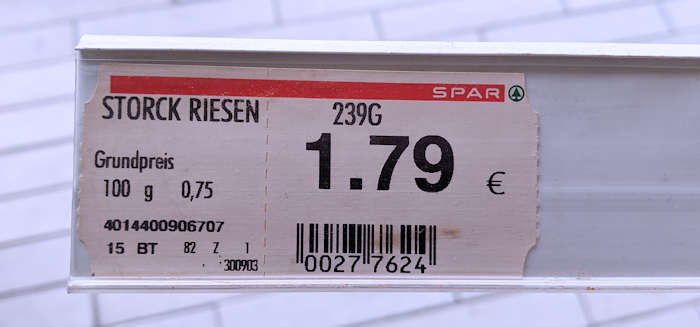 SPAR
STORCK RIESEN 239G
Grundpreis
100 g 0,75
1.79 €
4014400906707
15 BT 82 Z 1
300903
0027 7624